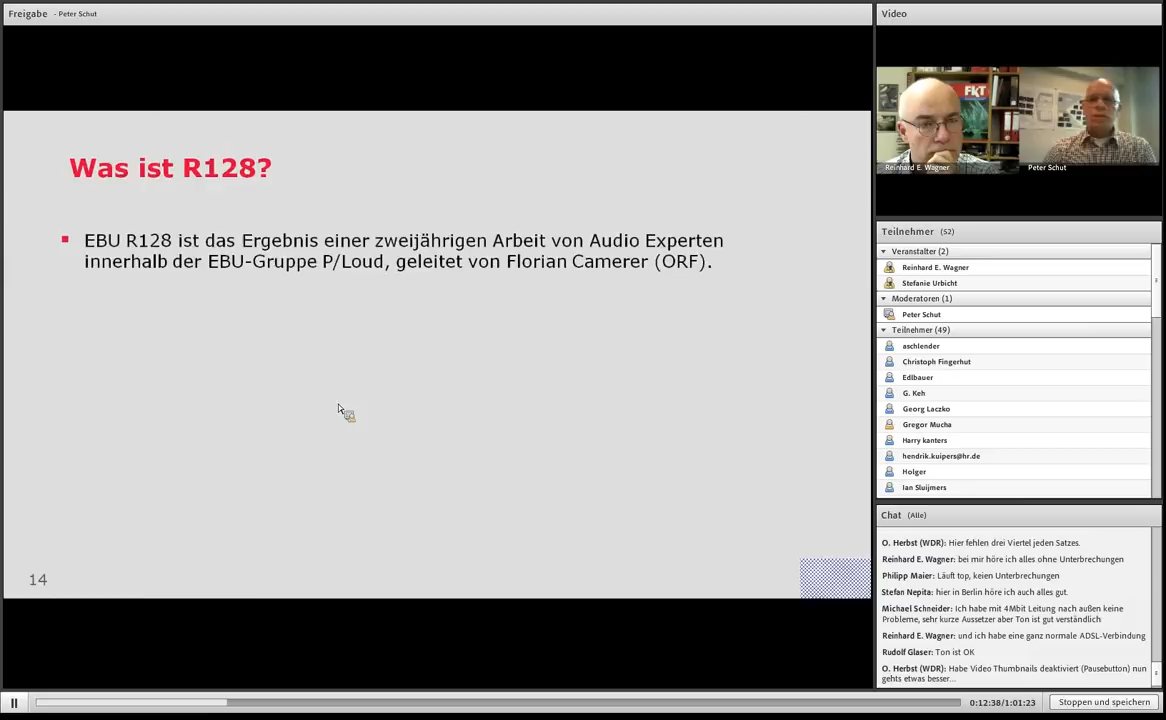 Freigabe - Peter Schut
Was ist R128?
EBU R128 ist das Ergebnis einer zweijährigen Arbeit von Audio Experten
innerhalb der EBU-Gruppe P/Loud, geleitet von Florian Camerer (ORF).
14
Video
FKT
Reinhard E. Wagner
Peter Schut
Teilnehmer (52)
Veranstalter (2)
Reinhard E. Wagner
Stefanie Urbicht
Moderatoren (1)
Peter Schut
Teilnehmer (49)
aschlender
Christoph Fingerhut
Edlbauer
G. Keh
Georg Laczko
Gregor Mucha
Harry kanters
hendrik.kuipers@hr.de
Holger
Ian Sluijmers
Chat (Alle)
O. Herbst (WDR): Hier fehlen drei Viertel jeden Satzes.
Reinhard E. Wagner: bei mir höre ich alles ohne Unterbrechungen
Philipp Maier: Läuft top, keien Unterbrechungen
Stefan Nepita: hier in Berlin höre ich auch alles gut.
Michael Schneider: Ich habe mit 4Mbit Leitung nach außen keine
Probleme, sehr kurze Aussetzer aber Ton ist gut verständlich
Reinhard E. Wagner: und ich habe eine ganz normale ADSL-Verbindung
Rudolf Glaser: Ton ist OK
O. Herbst (WDR): Habe Video Thumbnails deaktiviert (Pausebutton) nun
gehts etwas besser...
0:12:38/1:01:23
Stoppen und speichern